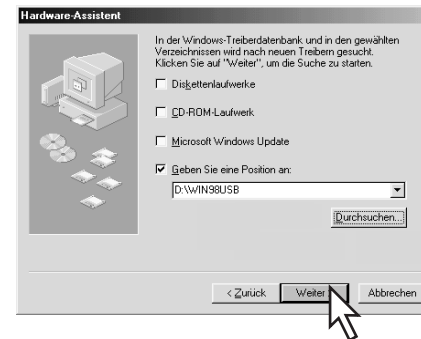 Hardware-Assistent
In der Windows-Treiberdatenbank und in den gewählten
Verzeichnissen wird nach neuen Treibern gesucht.
Klicken Sie auf "Weiter", um die Suche zu starten.
Diskettenlaufwerke
CD-ROM-Laufwerk
Microsoft Windows Update
Geben Sie eine Position an:
D:\WIN98USB
Durchsuchen...
< Zurück Weiter Abbrechen